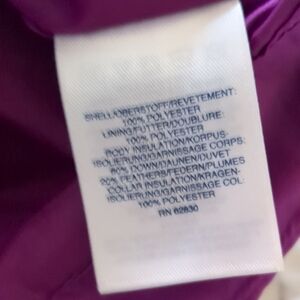 SHELL/OBERSTOFF/REVETEMENT:
100% POLYESTER
LINING/FUTTER/DOUBLURE:
100% POLYESTER
BODY INSULATION/KORPUS-
ISOLIERUNG/GARNISSAGE CORPS:
80% DOWN/DAUNEN/DUVET
20% FEATHERS/FEDERN/PLUMES
COLLAR INSULATION/KRAGEN-
ISOLIERUNG/GARNISSAGE COL:
100% POLYESTER
RN 62830